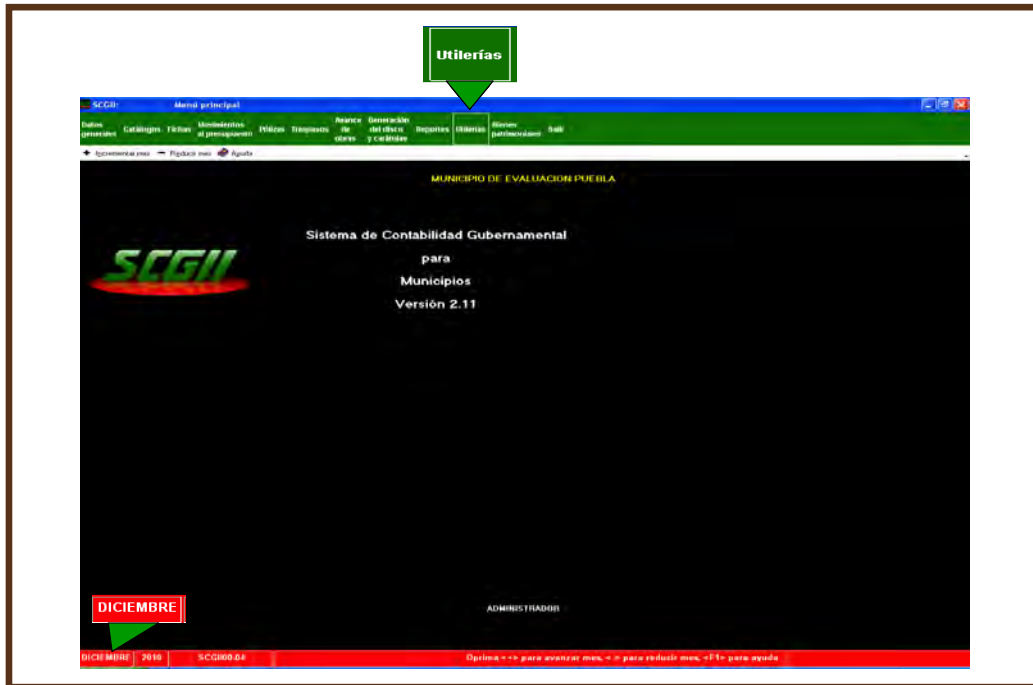 Utilerías
SCGII: Menú principal
Datos generales Catálogos Fichas Movimientos al presupuesto Pólizas Traspasos Avance de obras Generación del disco y carátulas Reportes Utilerías Bienes patrimoniales Salir
+ Incrementar mes − Reducir mes Ayuda
MUNICIPIO DE EVALUACION PUEBLA
Sistema de Contabilidad Gubernamental
SCGII
para
Municipios
Versión 2.11
DICIEMBRE
ADMINISTRADOR
DICIEMBRE 2010 SCGII00-04 Oprima <+> para avanzar mes, <-> para reducir mes, <F1> para ayuda